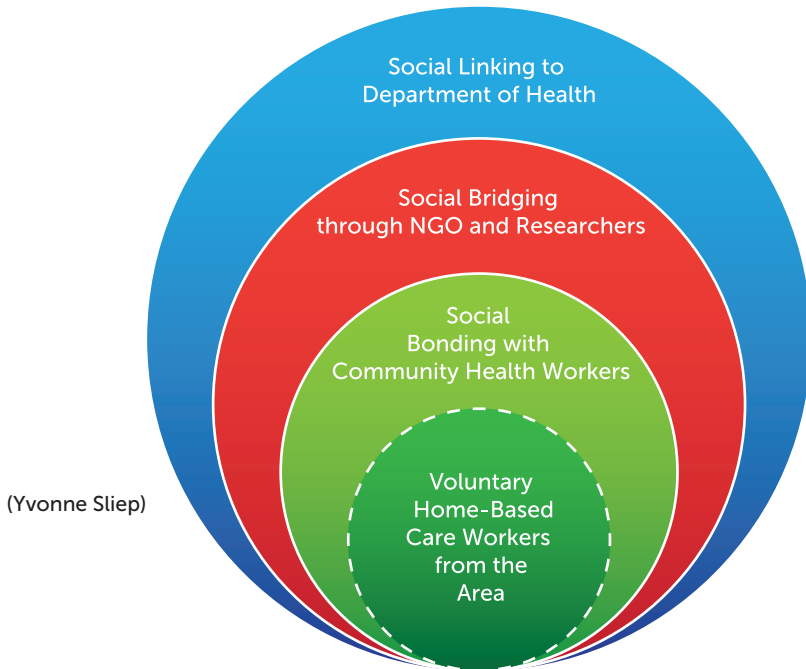 Social Linking to
Department of Health
Social Bridging
through NGO and Researchers
Social
Bonding with
Community Health Workers
Voluntary
Home-Based
Care Workers
from the
Area
(Yvonne Sliep)